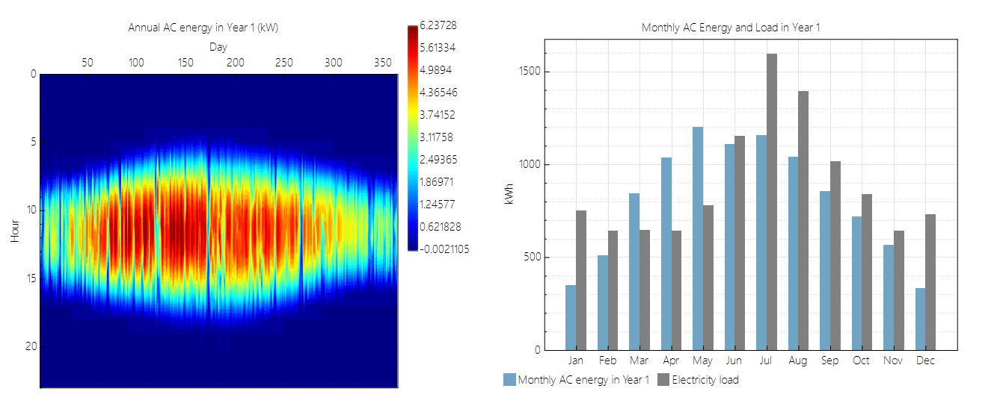 Annual AC energy in Year 1 (kW)
Day
50 100 150 200 250 300 350
0
5
10
15
20
Hour
6.23728
5.61334
4.9894
4.36546
3.74152
3.11758
2.49365
1.86971
1.24577
0.621828
-0.0021105
Monthly AC Energy and Load in Year 1
1500
1000
500
0
kWh
Jan Feb Mar Apr May Jun Jul Aug Sep Oct Nov Dec
Monthly AC energy in Year 1 Electricity load